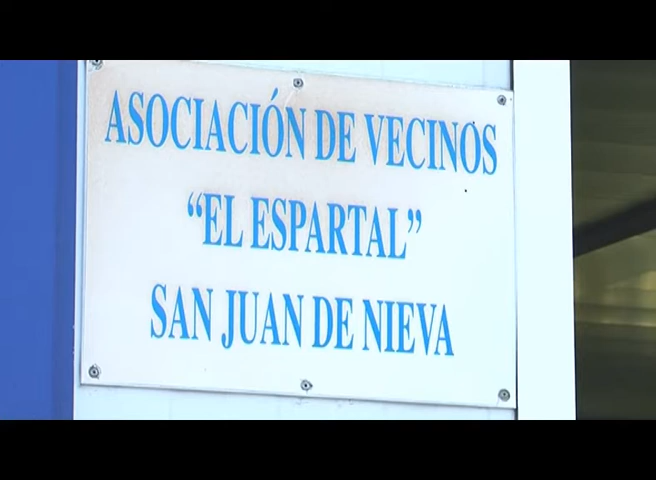 ASOCIACIÓN DE VECINOS
“EL ESPARTAL”
SAN JUAN DE NIEVA